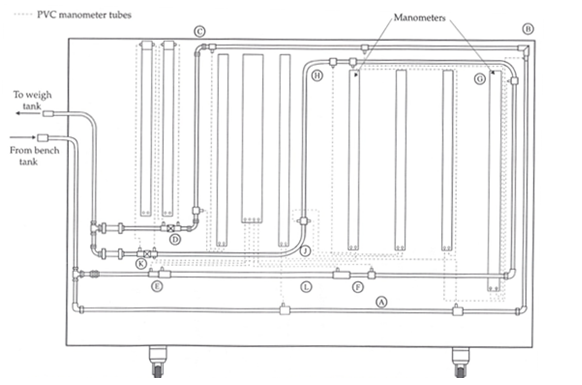 PVC manometer tubes
Manometers
C
B
H
G
To weigh
tank
From bench
tank
D
K
J
E
L
F
A